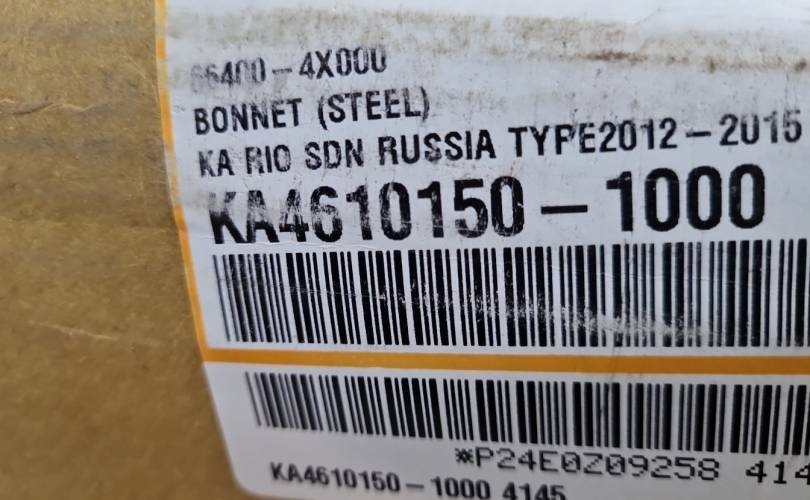 66400-4X000
BONNET (STEEL)
KA RIO SDN RUSSIA TYPE2012-2015
KA4610150-1000
*P24E0Z09258 414
KA4610150-1000 4145